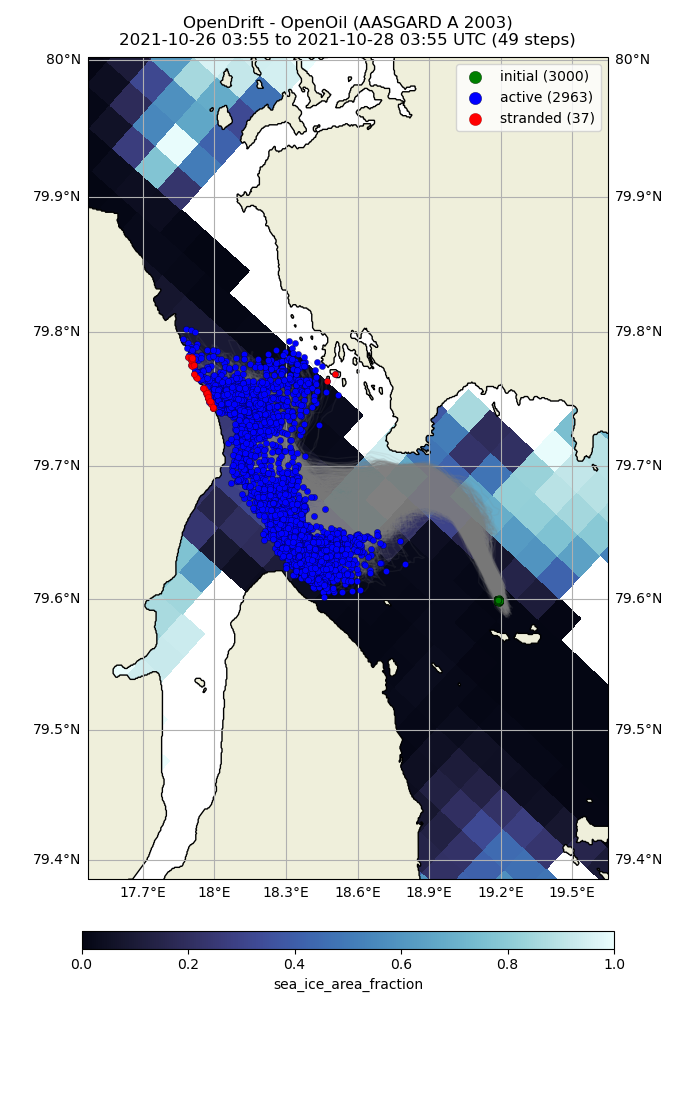 OpenDrift - OpenOil (AASGARD A 2003)
2021-10-26 03:55 to 2021-10-28 03:55 UTC (49 steps)
80°N
80°N
initial (3000)
active (2963)
stranded (37)
79.9°N
79.9°N
79.8°N
79.8°N
79.7°N
79.7°N
79.6°N
79.6°N
79.5°N
79.5°N
79.4°N
79.4°N
17.7°E 18°E 18.3°E 18.6°E 18.9°E 19.2°E 19.5°E
0.0 0.2 0.4 0.6 0.8 1.0
sea_ice_area_fraction